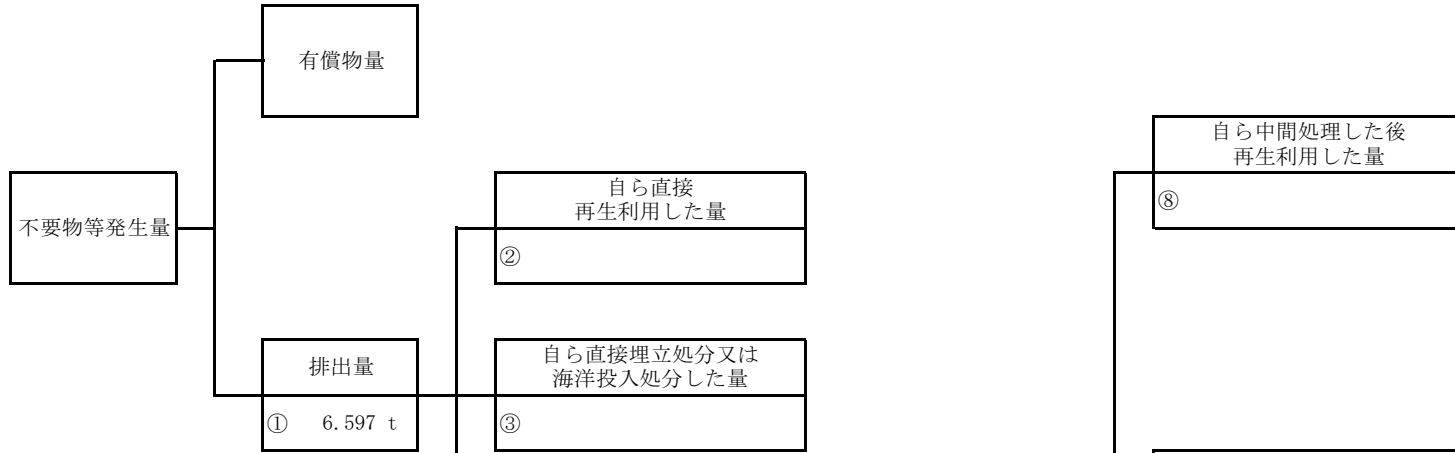 有償物量
自ら中間処理した後
再生利用した量
⑧
不要物等発生量
自ら直接
再生利用した量
②
排出量
① 6.597 t
自ら直接埋立処分又は
海洋投入処分した量
③